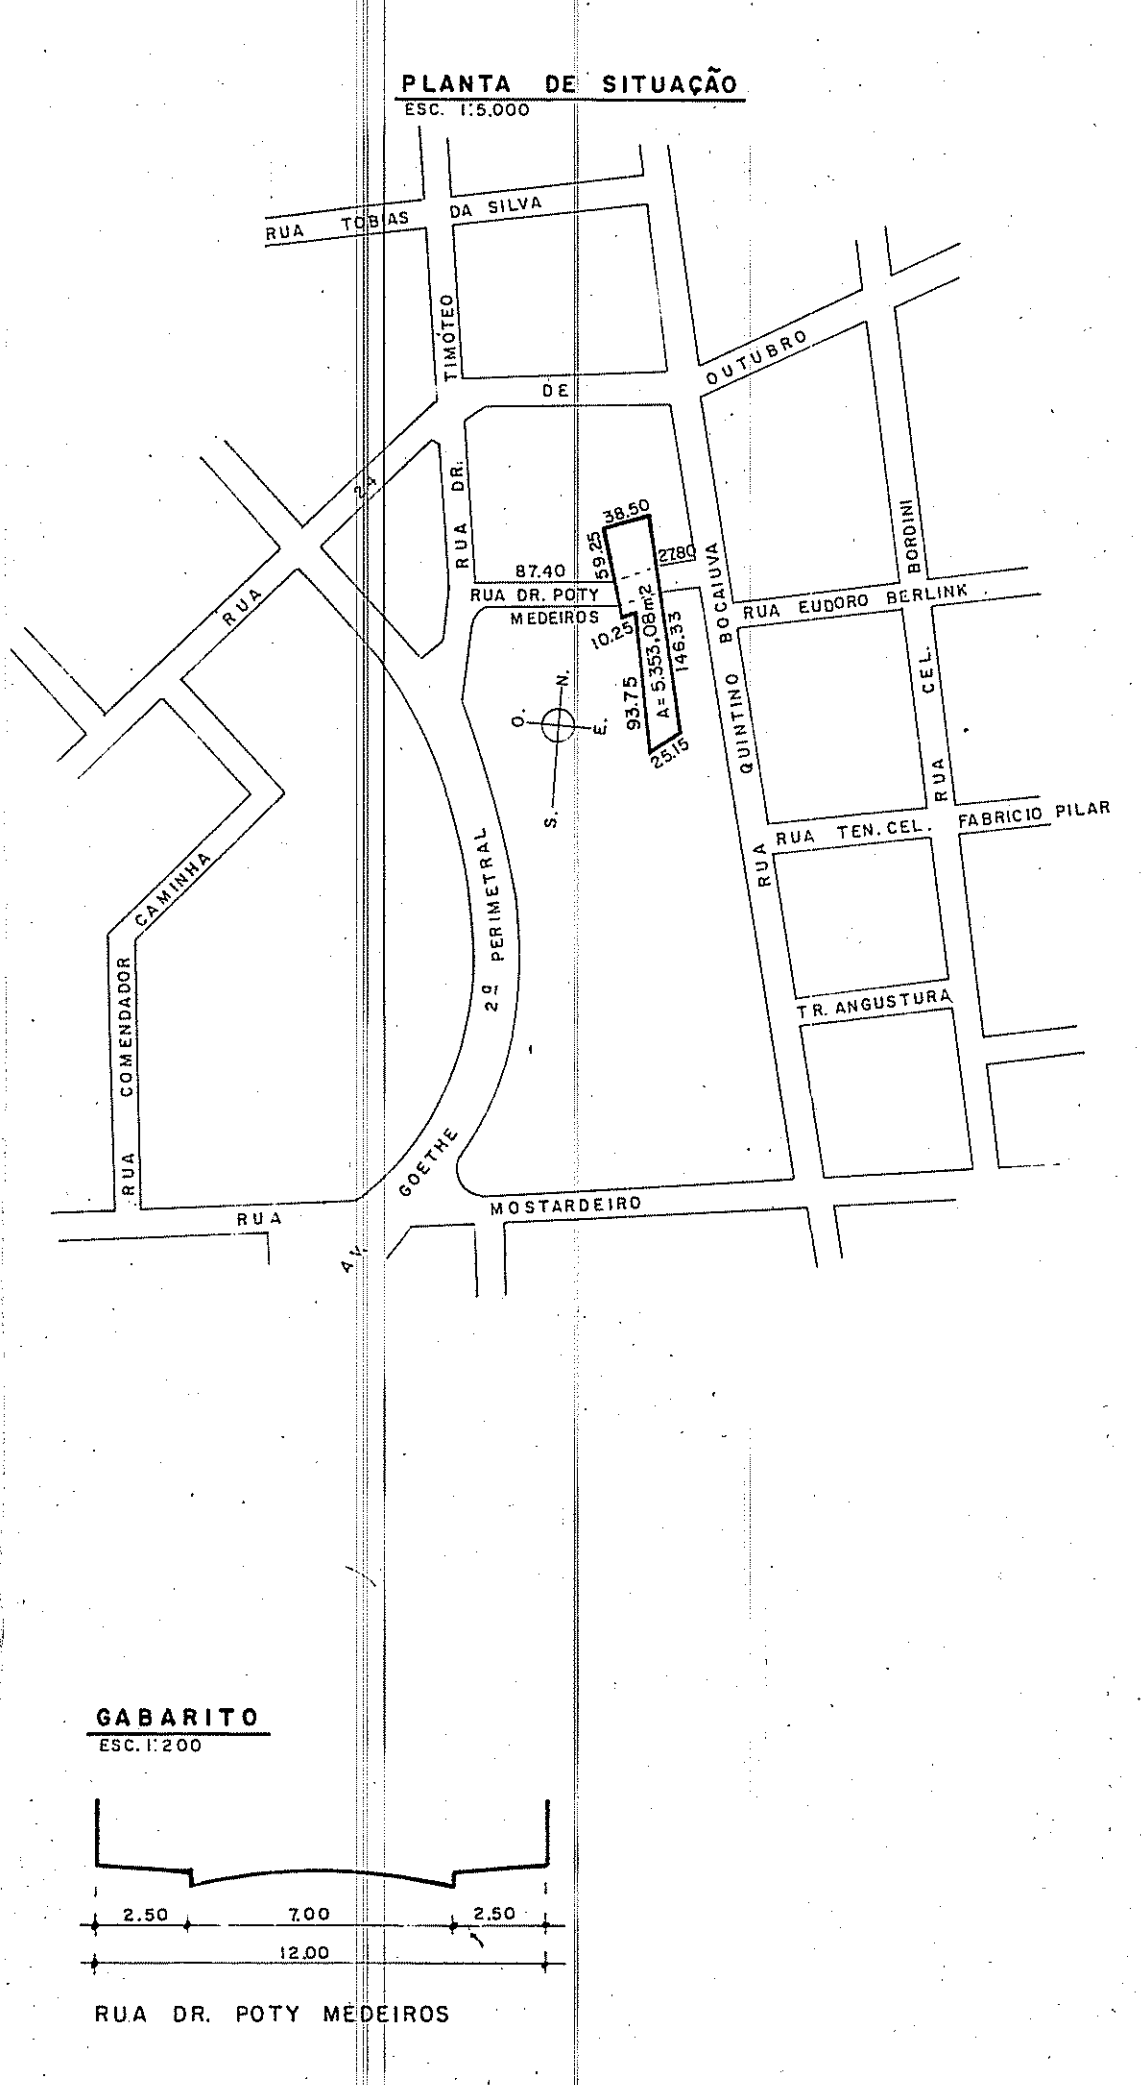 PLANTA DE SITUAÇÃO
ESC. 1:5.000
RUA TOBIAS DA SILVA
RUA DR. TIMÓTEO
RUA 24 DE OUTUBRO
38.50
59.25
27.80
87.40
RUA DR. POTY
MEDEIROS
10.25
A= 5.353,08m2
146.33
93.75
25.15
N.
O.
E.
S.
RUA QUINTINO BOCAIUVA
RUA EUDORO BERLINK
RUA CEL. BORDINI
RUA TEN. CEL. FABRICIO PILAR
TR. ANGUSTURA
2ª PERIMETRAL
RUA COMENDADOR CAMINHA
AV. GOETHE
RUA MOSTARDEIRO
GABARITO
ESC. 1:200
2.50 7.00 2.50
12.00
RUA DR. POTY MEDEIROS